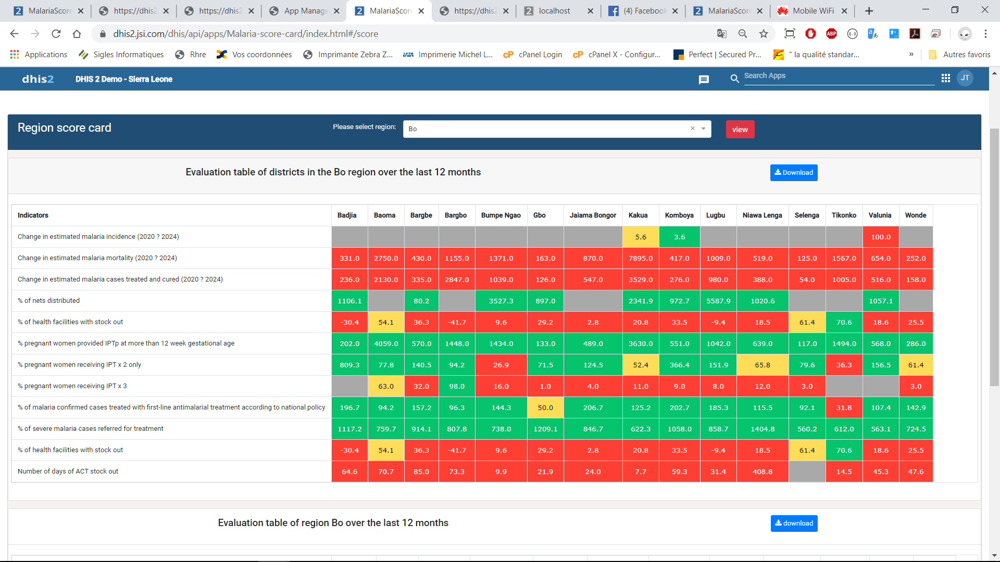 MalariaScore
https://dhis2
https://dhis2
App Manage
MalariaScore
https://dhis2
localhost
(4) Facebook
MalariaScore
Mobile WiFi
dhis2.jsi.com/dhis/api/apps/Malaria-score-card/index.html#/score
Applications Sigles Informatiques Rhre Vos coordonnées Imprimante Zebra Z... Imprimerie Michel L... cPanel Login cPanel X - Configur... Perfect | Secured Pr... " la qualité standar... » Autres favoris
dhis2 DHIS 2 Demo - Sierra Leone Search Apps JT
Region score card Please select region: Bo view
Evaluation table of districts in the Bo region over the last 12 months Download
Indicators Badjia Baoma Bargbe Bargbo Bumpe Ngao Gbo Jaiama Bongor Kakua Komboya Lugbu Niawa Lenga Selenga Tikonko Valunia Wonde
Change in estimated malaria incidence (2020 ? 2024) 5.6 3.6 100.0
Change in estimated malaria mortality (2020 ? 2024) 331.0 2750.0 430.0 1155.0 1371.0 163.0 870.0 7895.0 417.0 1009.0 519.0 125.0 1567.0 654.0 252.0
Change in estimated malaria cases treated and cured (2020 ? 2024) 236.0 2130.0 335.0 2847.0 1039.0 126.0 547.0 3529.0 276.0 980.0 388.0 54.0 1005.0 516.0 158.0
% of nets distributed 1106.1 80.2 3527.3 897.0 2341.9 972.7 5587.9 1020.6 1057.1
% of health facilities with stock out -30.4 54.1 36.3 -41.7 9.6 29.2 2.8 20.8 33.5 -9.4 18.5 61.4 70.6 18.6 25.5
% pregnant women provided IPTp at more than 12 week gestational age 202.0 4059.0 570.0 1448.0 1434.0 133.0 489.0 3630.0 551.0 1042.0 639.0 117.0 1494.0 568.0 286.0
% pregnant women receiving IPT x 2 only 809.3 77.8 140.5 94.2 26.9 71.5 124.5 52.4 366.4 151.9 65.8 79.6 36.3 156.5 61.4
% pregnant women receiving IPT x 3 63.0 32.0 98.0 16.0 1.0 4.0 11.0 9.0 8.0 12.0 3.0 3.0
% of malaria confirmed cases treated with first-line antimalarial treatment according to national policy 196.7 94.2 157.2 96.3 144.3 50.0 206.7 125.2 202.7 185.3 115.5 92.1 31.8 107.4 142.9
% of severe malaria cases referred for treatment 1117.2 759.7 914.1 807.8 738.0 1209.1 846.7 622.3 1058.0 858.7 1404.8 560.2 612.0 563.1 724.5
% of health facilities with stock out -30.4 54.1 36.3 -41.7 9.6 29.2 2.8 20.8 33.5 -9.4 18.5 61.4 70.6 18.6 25.5
Number of days of ACT stock out 64.6 70.7 85.0 73.3 9.9 21.9 24.0 7.7 59.3 31.4 408.8 14.5 45.3 47.6
Evaluation table of region Bo over the last 12 months download